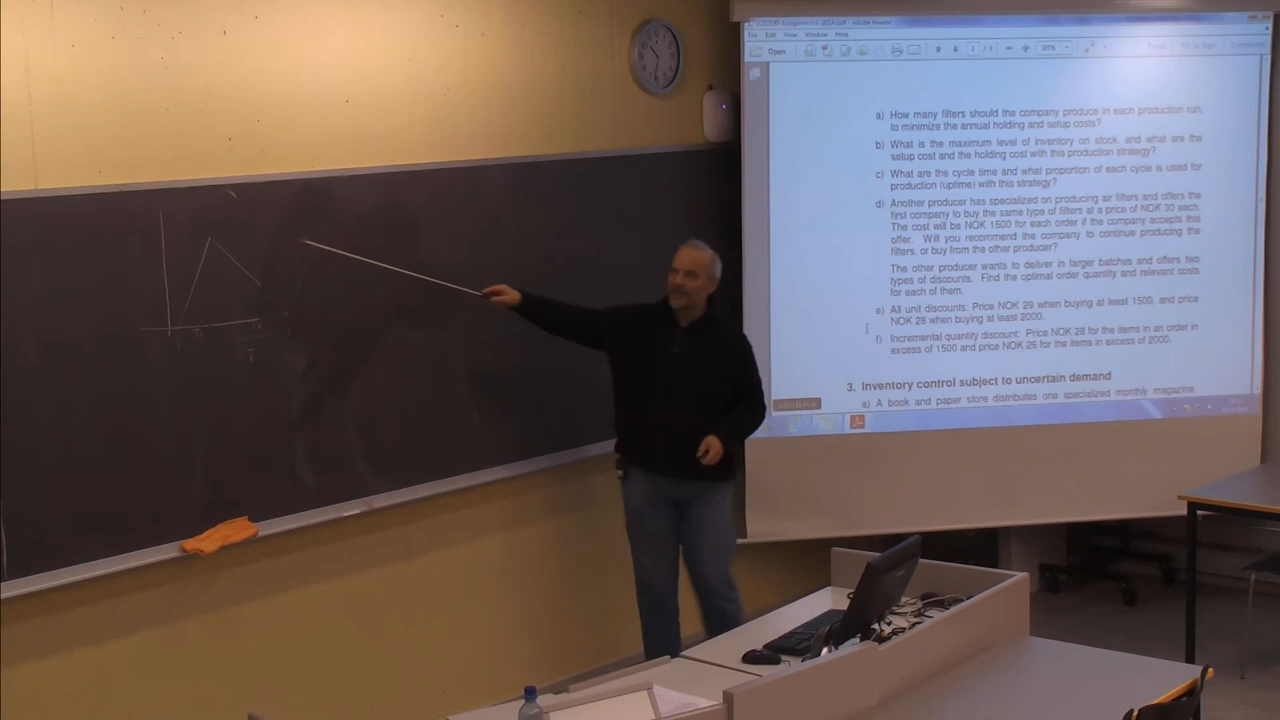 File Edit View Window Help
Open
a) How many filters should the company produce in each production run,
to minimize the annual holding and setup costs?
b) What is the maximum level of inventory on stock, and what are the
setup cost and the holding cost with this production strategy?
c) What are the cycle time and what proportion of each cycle is used for
production (uptime) with this strategy?
d) Another producer has specialized on producing air filters and offers the
first company to buy the same type of filters at a price of NOK 30 each.
The cost will be NOK 1500 for each order if the company accepts this
offer. Will you recommend the company to continue producing the
filters, or buy from the other producer?
The other producer wants to deliver in larger batches and offers two
types of discounts. Find the optimal order quantity and relevant costs
for each of them.
e) All unit discounts: Price NOK 29 when buying at least 1500, and price
NOK 28 when buying at least 2000.
f) Incremental quantity discount: Price NOK 28 for the items in an order in
excess of 1500 and price NOK 26 for the items in excess of 2000.
3. Inventory control subject to uncertain demand
a) A book and paper store distributes one specialized monthly magazine.
T